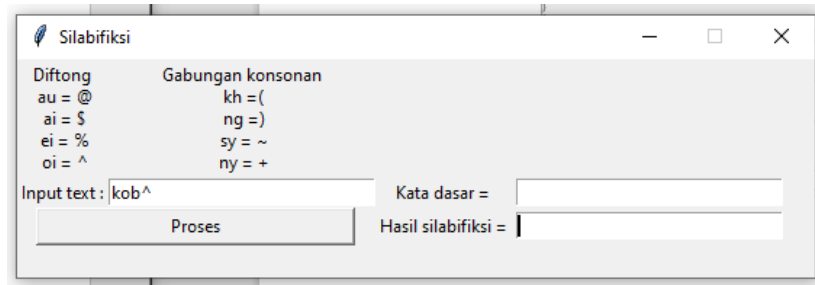 Silabifiksi
Diftong Gabungan konsonan
au = @ kh =(
ai = $ ng =)
ei = % sy = ~
oi = ^ ny = +
Input text : kob^ Kata dasar =
Proses Hasil silabifiksi =